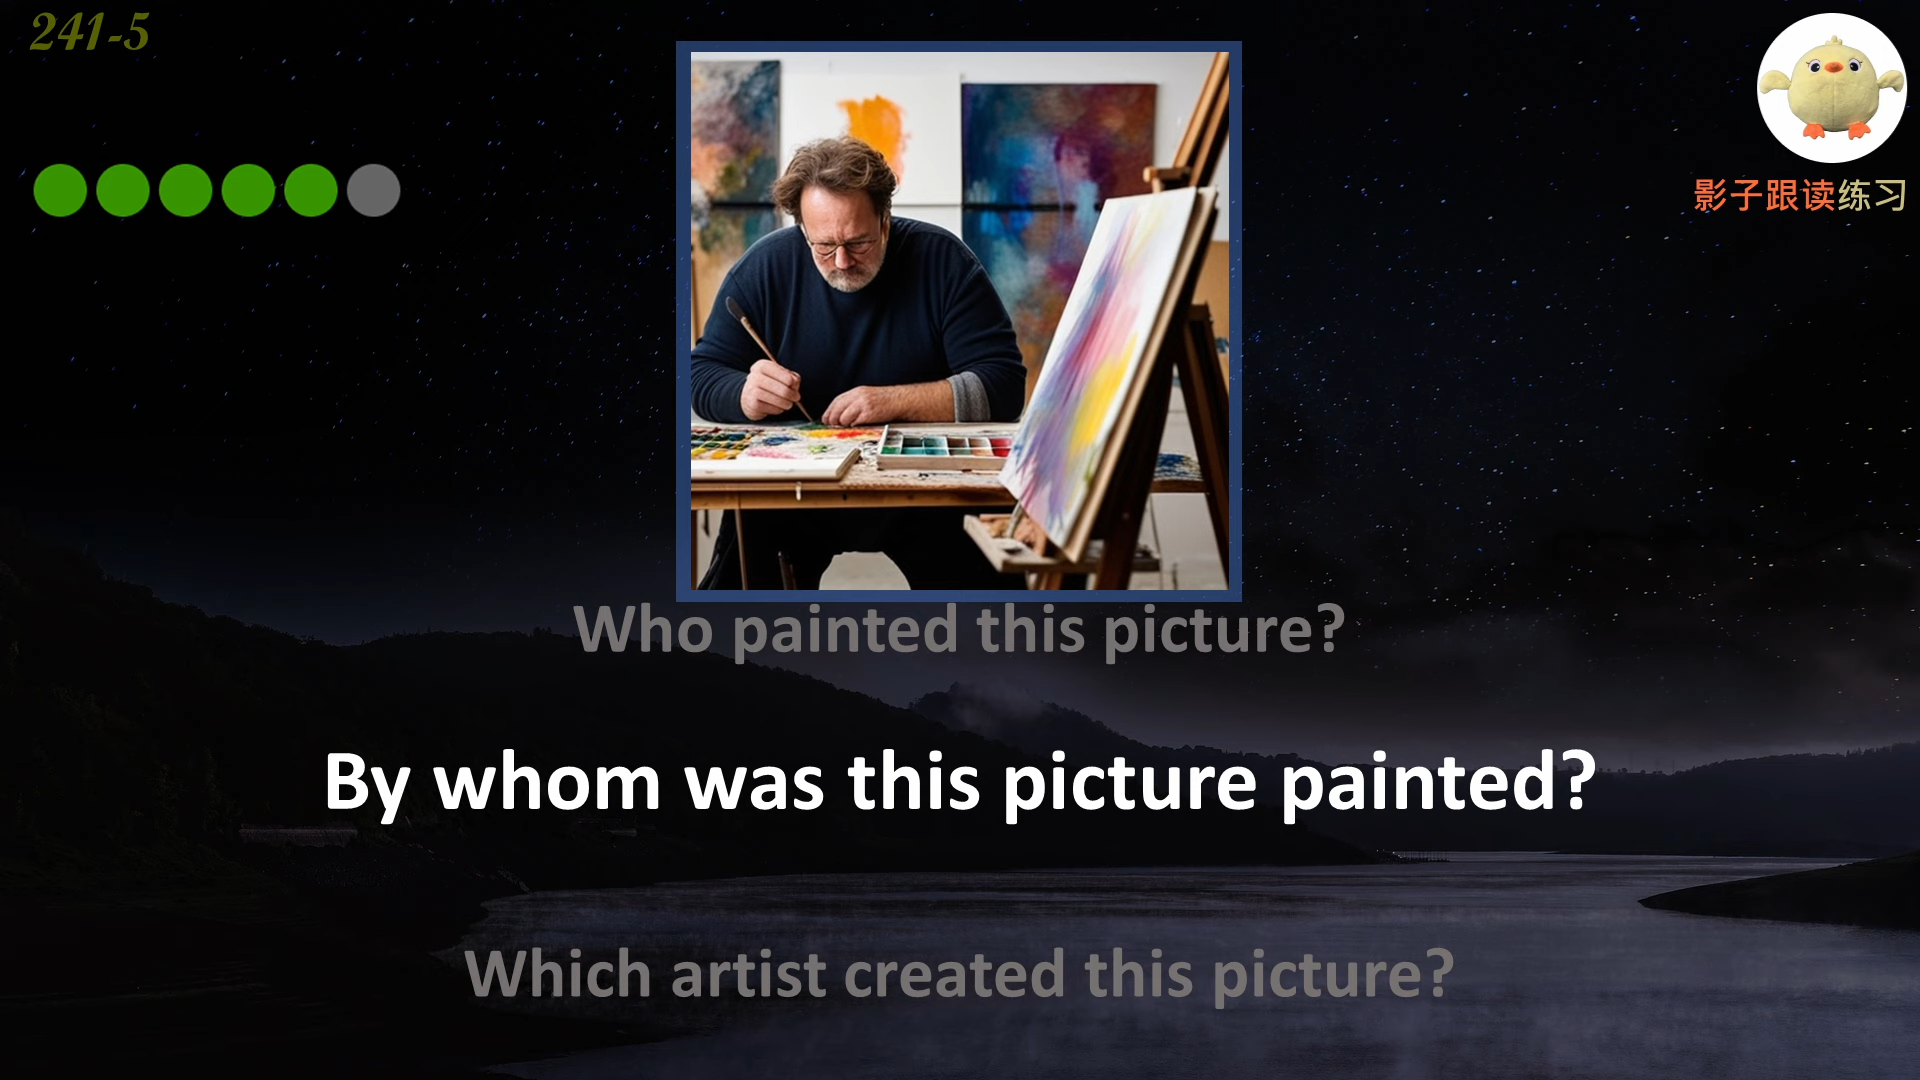 241-5
影子跟读练习
Who painted this picture?
By whom was this picture painted?
Which artist created this picture?